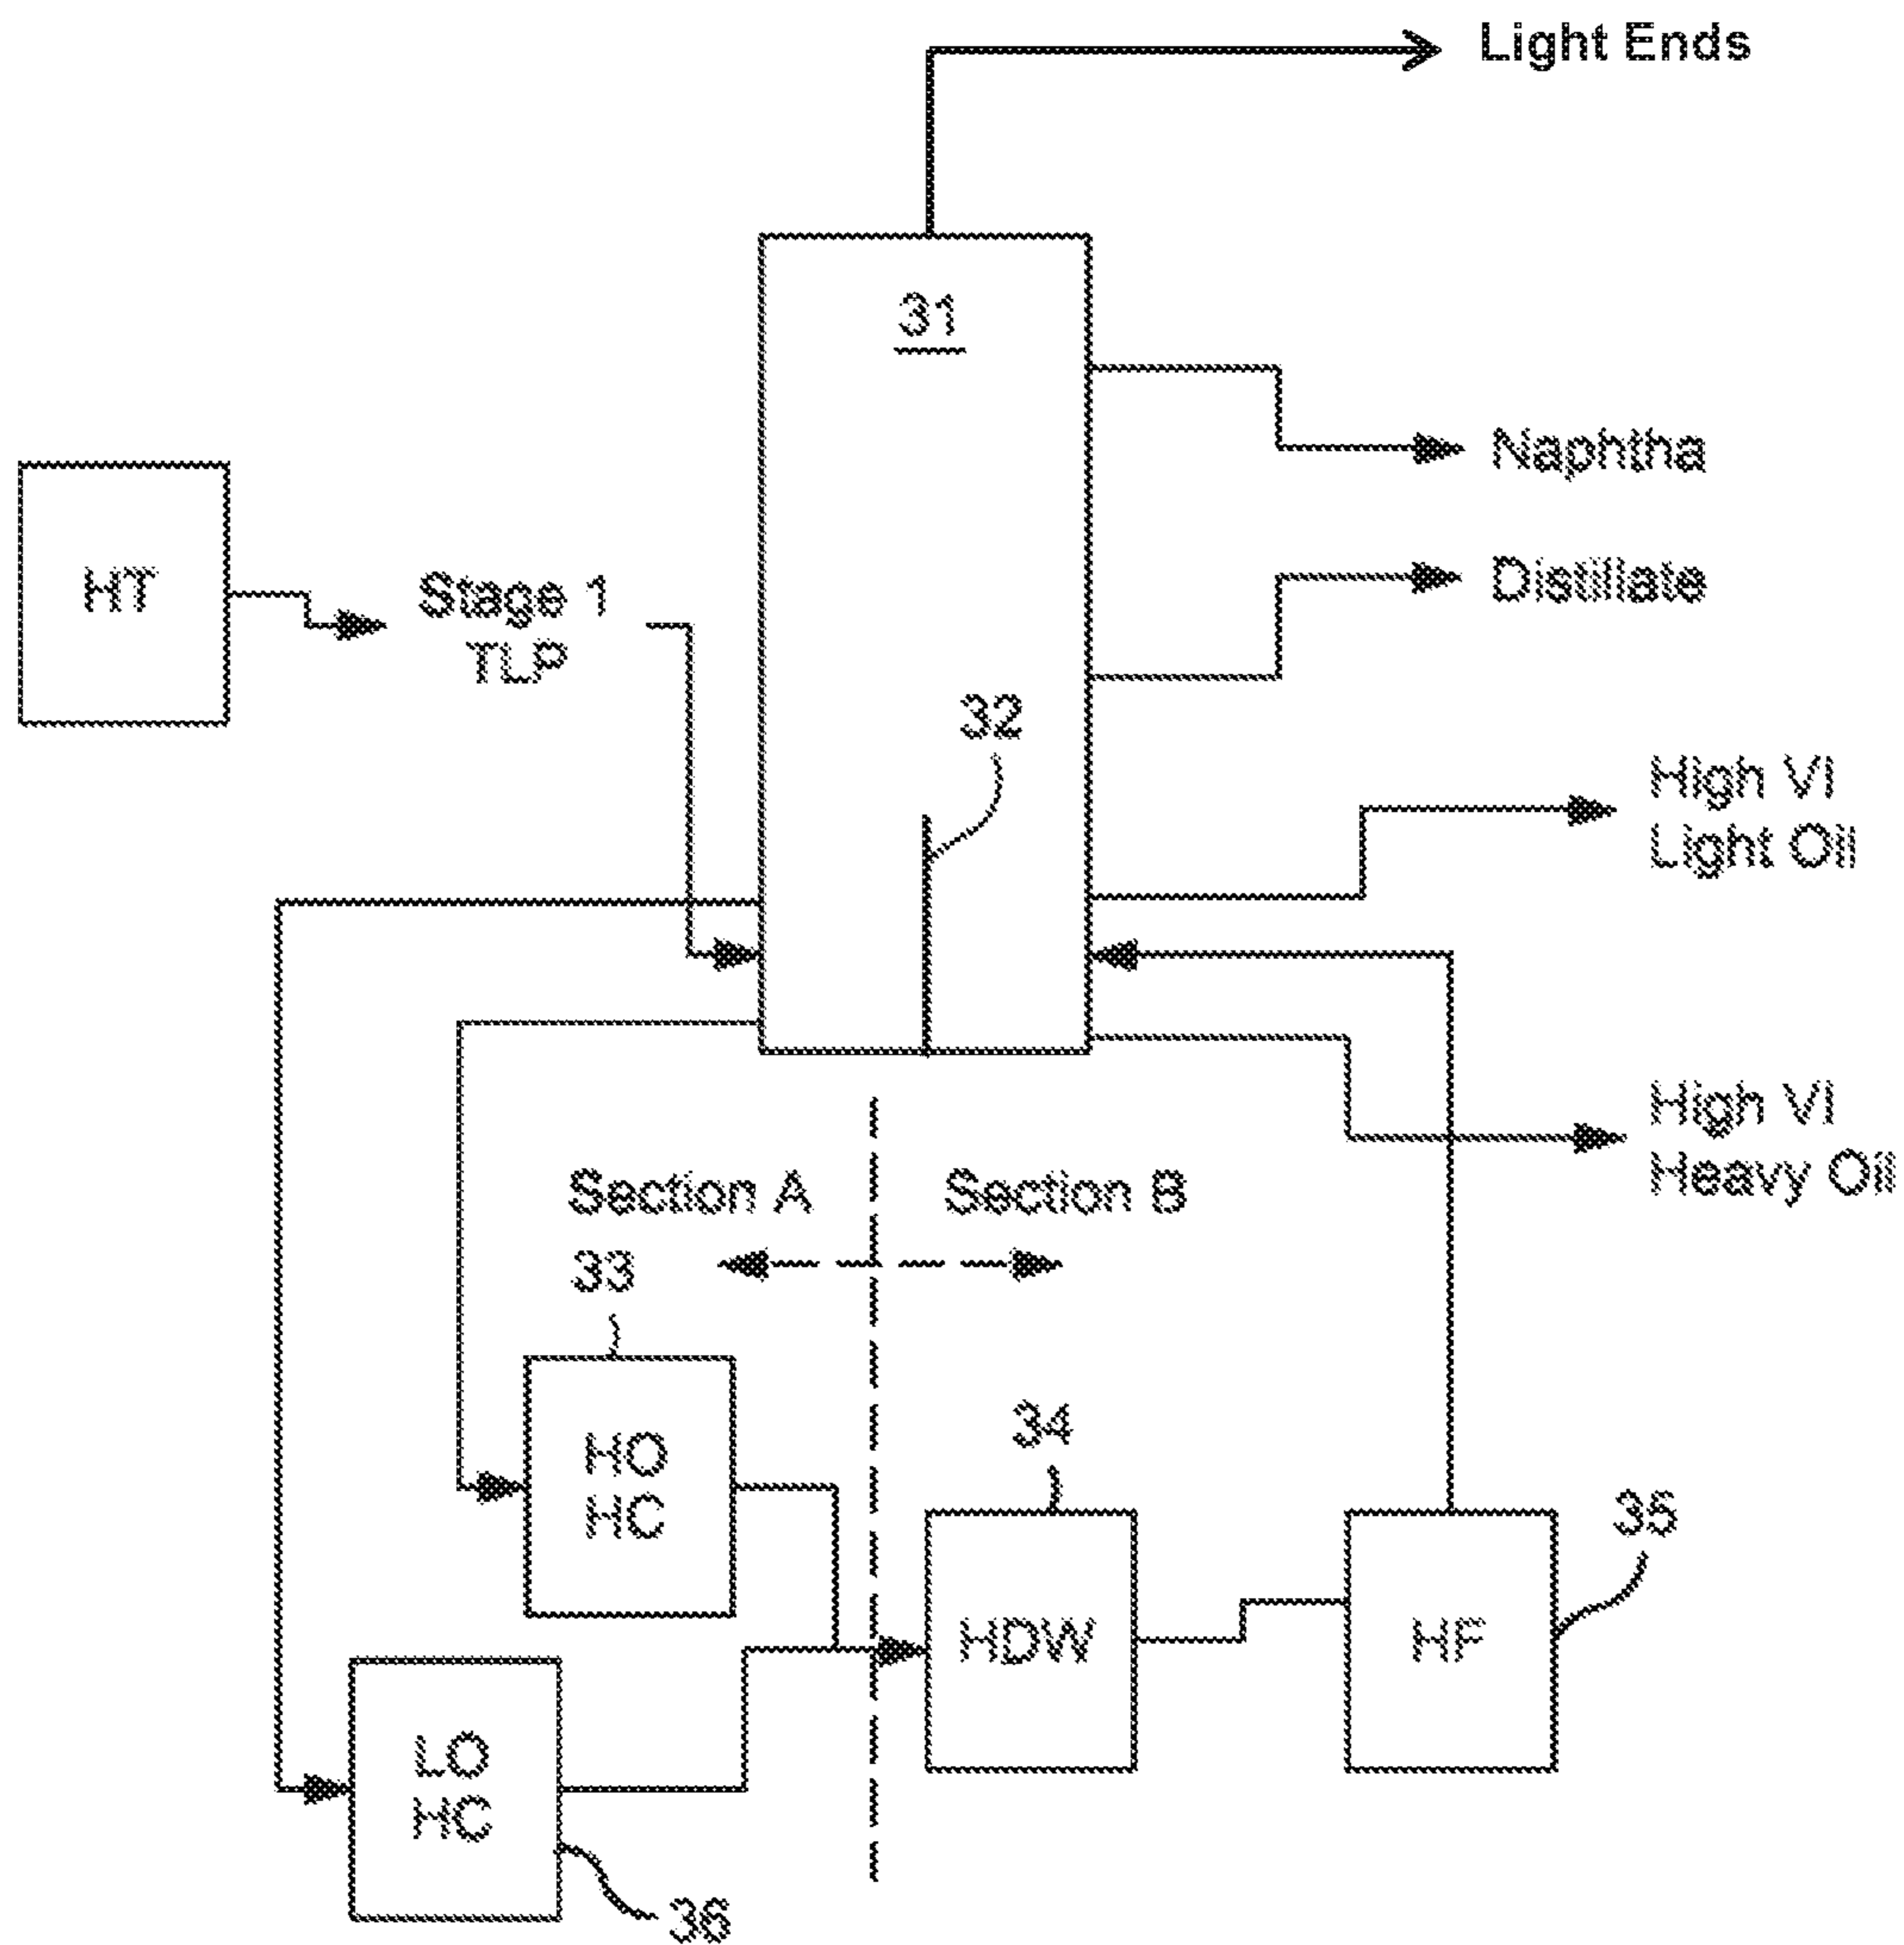 Light Ends
31
Naphtha
HT
Stage 1
TLP
Distillate
32
High VI
Light Oil
High VI
Heavy Oil
Section A
Section B
33
HO
HC
34
HDW
35
HF
LO
HC
36